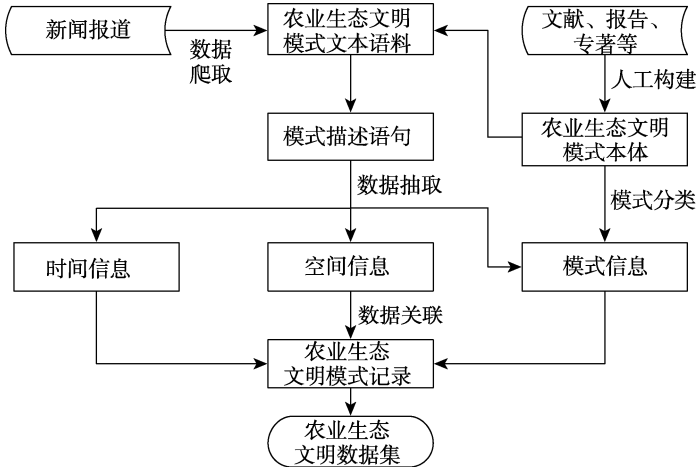 新闻报道
数据
爬取
农业生态文明
模式文本语料
文献、报告、
专著等
人工构建
模式描述语句
农业生态文明
模式本体
数据抽取
模式分类
时间信息
空间信息
模式信息
数据关联
农业生态
文明模式记录
农业生态
文明数据集